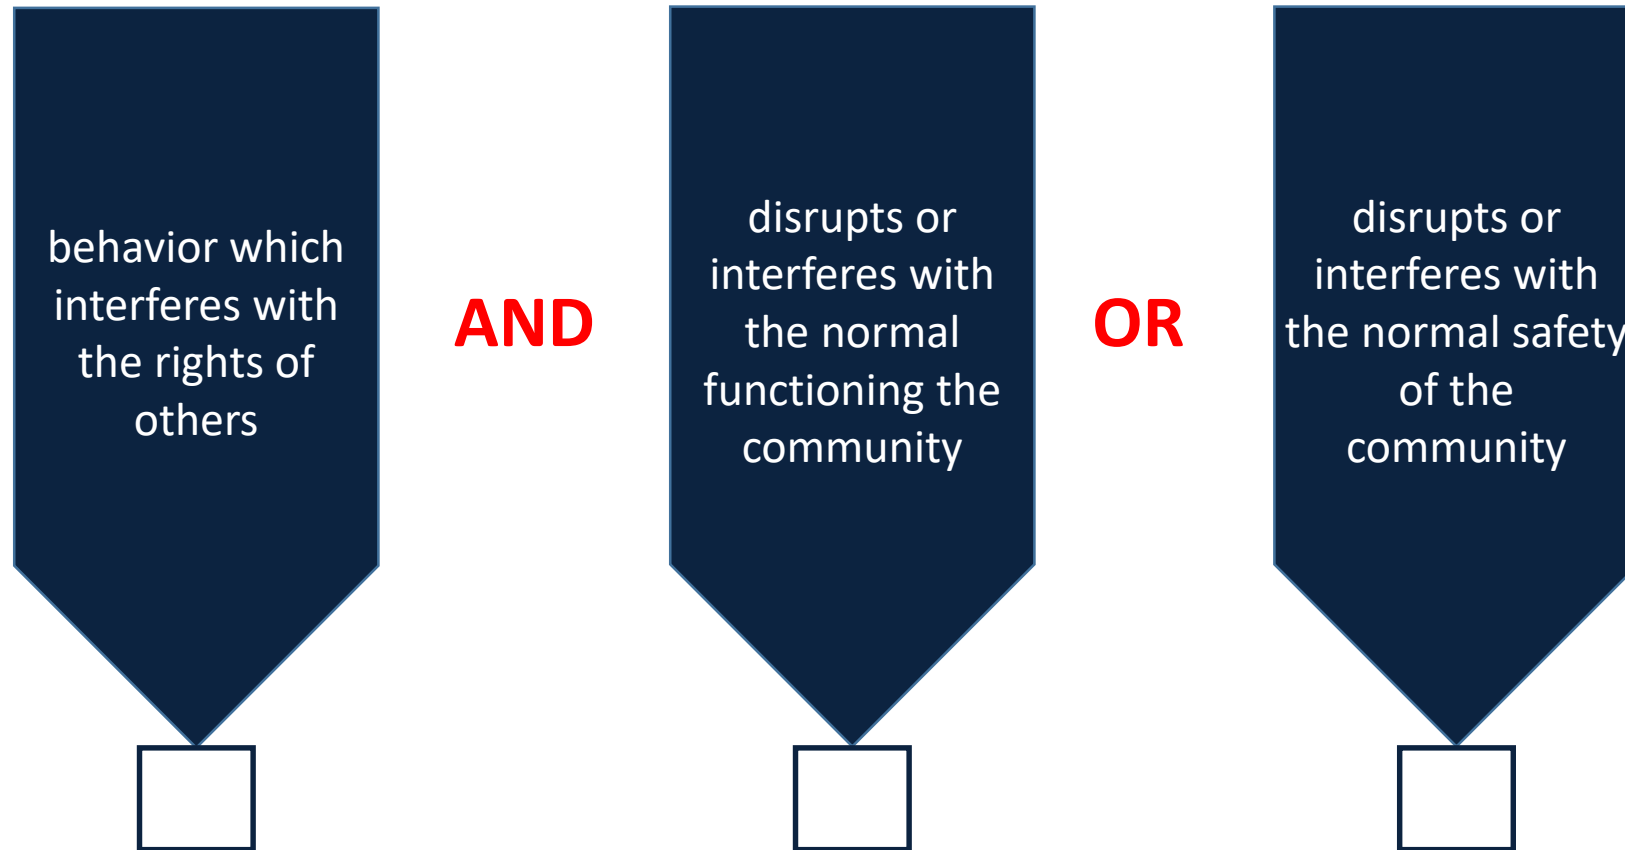 behavior which
interferes with
the rights of
others
AND
disrupts or
interferes with
the normal
functioning the
community
OR
disrupts or
interferes with
the normal safety
of the
community